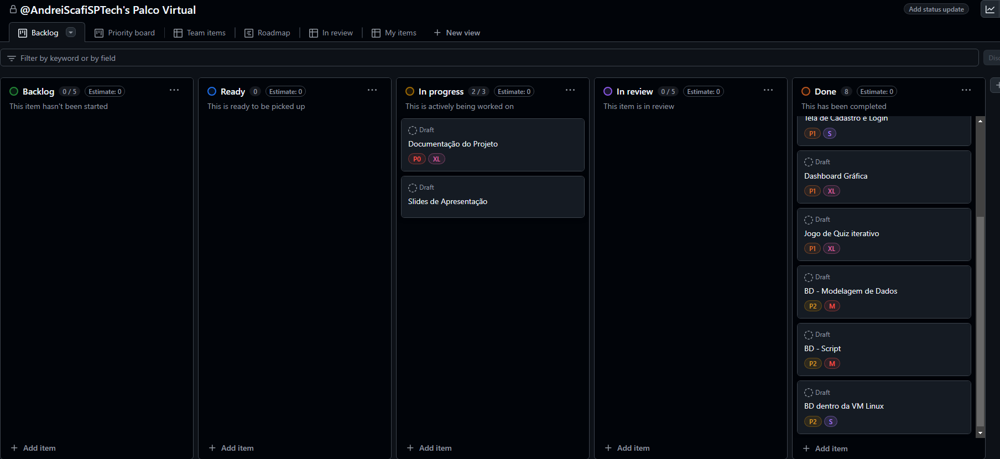 @AndreiScafiSPTech's Palco Virtual
Add status update
Backlog
Priority board
Team items
Roadmap
In review
My items
New view
Filter by keyword or by field
Disc
Backlog 0 / 5 Estimate: 0
This item hasn't been started
Add item
Ready 0 Estimate: 0
This is ready to be picked up
Add item
In progress 2 / 3 Estimate: 0
This is actively being worked on
Draft
Documentação do Projeto
P0 XL
Draft
Slides de Apresentação
Add item
In review 0 / 5 Estimate: 0
This item is in review
Add item
Done 8 Estimate: 0
This has been completed
Tela de Cadastro e Login
P1 S
Draft
Dashboard Gráfica
P1 XL
Draft
Jogo de Quiz iterativo
P1 XL
Draft
BD - Modelagem de Dados
P2 M
Draft
BD - Script
P2 M
Draft
BD dentro da VM Linux
P2 S
Add item